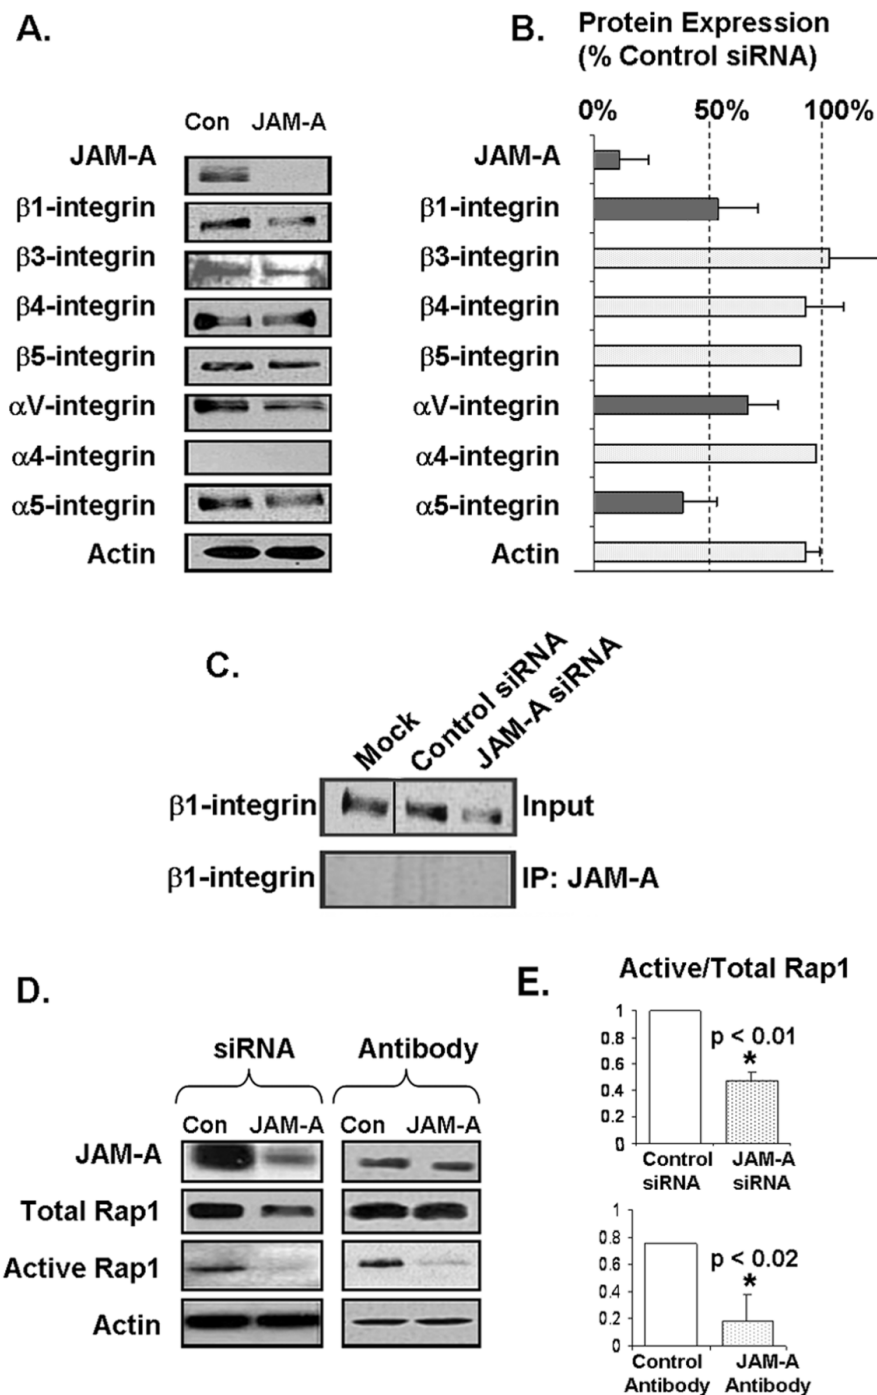 A.
Con JAM-A
JAM-A
β1-integrin
β3-integrin
β4-integrin
β5-integrin
αV-integrin
α4-integrin
α5-integrin
Actin
B.
Protein Expression
(% Control siRNA)
0% 50% 100%
JAM-A
β1-integrin
β3-integrin
β4-integrin
β5-integrin
αV-integrin
α4-integrin
α5-integrin
Actin
C.
Mock
Control siRNA
JAM-A siRNA
β1-integrin Input
β1-integrin IP: JAM-A
D.
siRNA Antibody
Con JAM-A Con JAM-A
JAM-A
Total Rap1
Active Rap1
Actin
E.
Active/Total Rap1
1
0.8
0.6
0.4
0.2
0
p < 0.01
*
Control siRNA
JAM-A siRNA
1
0.8
0.6
0.4
0.2
0
p < 0.02
*
Control Antibody
JAM-A Antibody